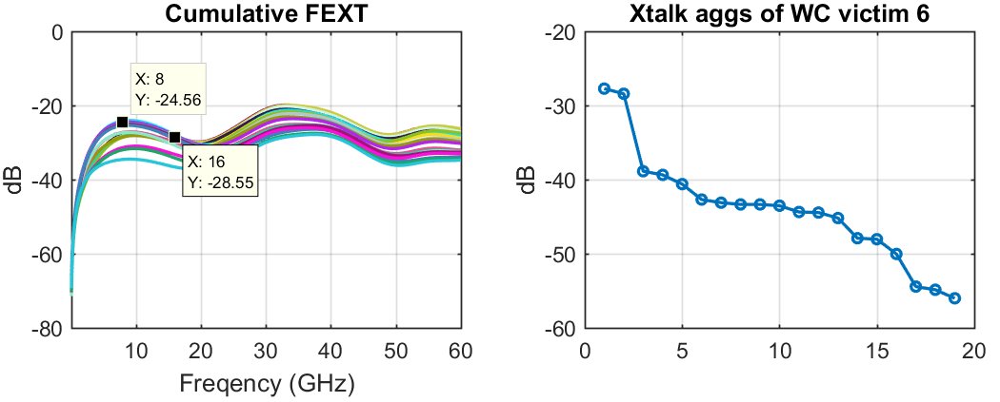 Cumulative FEXT
0
-20
-40
-60
-80
dB
X: 8
Y: -24.56
X: 16
Y: -28.55
10
20
30
40
50
60
Freqency (GHz)
Xtalk aggs of WC victim 6
-20
-30
-40
-50
-60
dB
0
5
10
15
20